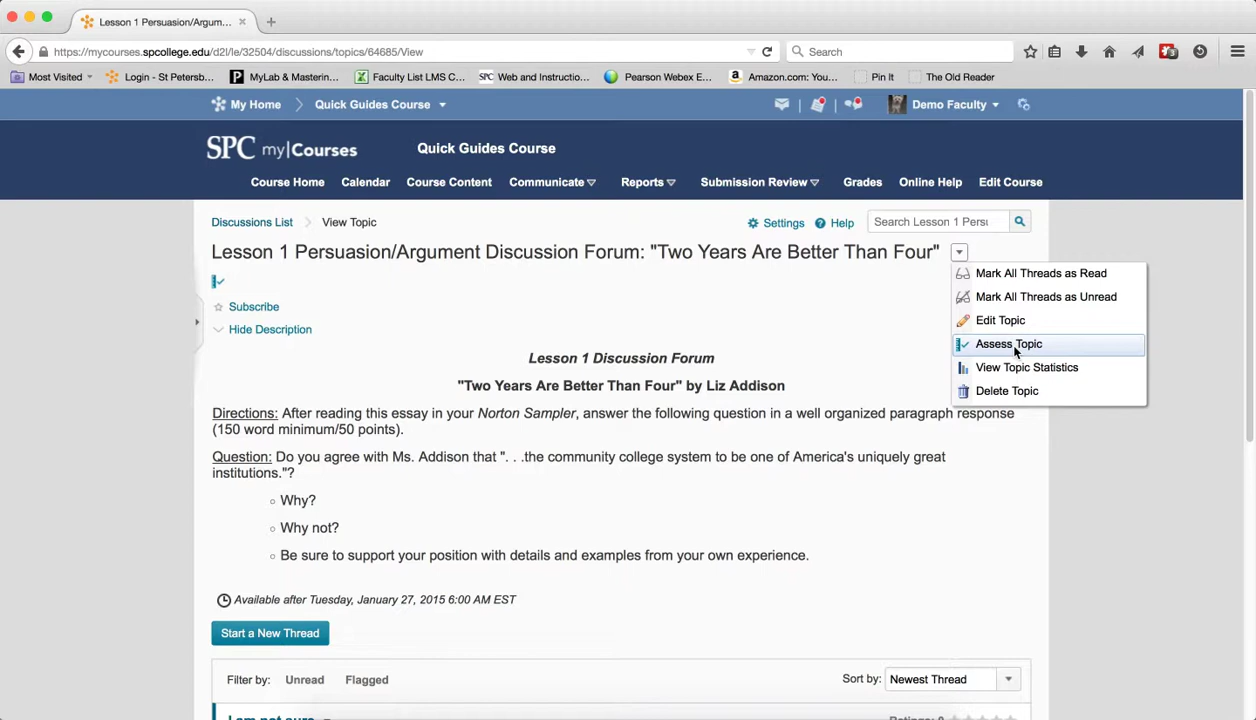 Lesson 1 Persuasion/Argum...
https://mycourses.spcollege.edu/d2l/le/32504/discussions/topics/64685/View
Search
3
Most Visited
Login - St Petersb...
MyLab & Masterin...
Faculty List LMS C...
SPC Web and Instructio...
Pearson Webex E...
Amazon.com: You...
Pin It
The Old Reader
My Home
Quick Guides Course
Demo Faculty
SPC my|Courses
Quick Guides Course
Course Home
Calendar
Course Content
Communicate
Reports
Submission Review
Grades
Online Help
Edit Course
Discussions List
View Topic
Settings
Help
Search Lesson 1 Persu
Lesson 1 Persuasion/Argument Discussion Forum: "Two Years Are Better Than Four"
Mark All Threads as Read
Mark All Threads as Unread
Edit Topic
Assess Topic
View Topic Statistics
Delete Topic
Subscribe
Hide Description
Lesson 1 Discussion Forum
"Two Years Are Better Than Four" by Liz Addison
Directions: After reading this essay in your Norton Sampler, answer the following question in a well organized paragraph response
(150 word minimum/50 points).
Question: Do you agree with Ms. Addison that ". . .the community college system to be one of America's uniquely great
institutions."?
Why?
Why not?
Be sure to support your position with details and examples from your own experience.
Available after Tuesday, January 27, 2015 6:00 AM EST
Start a New Thread
Filter by:
Unread
Flagged
Sort by:
Newest Thread
I am not sure
Ratings: 0